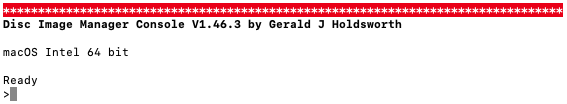 ********************************************************************************
Disc Image Manager Console V1.46.3 by Gerald J Holdsworth
macOS Intel 64 bit
Ready
>